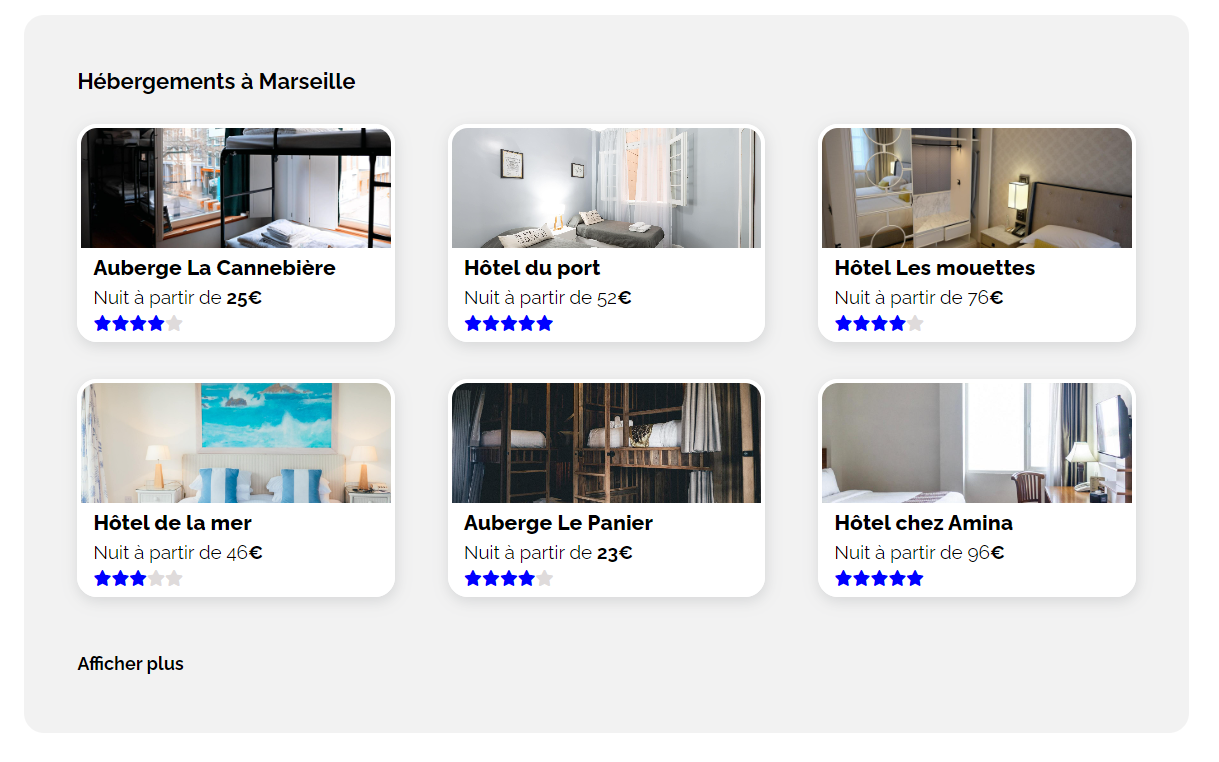 Hébergements à Marseille
Auberge La Cannebière
Nuit à partir de 25€
Hôtel du port
Nuit à partir de 52€
Hôtel Les mouettes
Nuit à partir de 76€
Hôtel de la mer
Nuit à partir de 46€
Auberge Le Panier
Nuit à partir de 23€
Hôtel chez Amina
Nuit à partir de 96€
Afficher plus